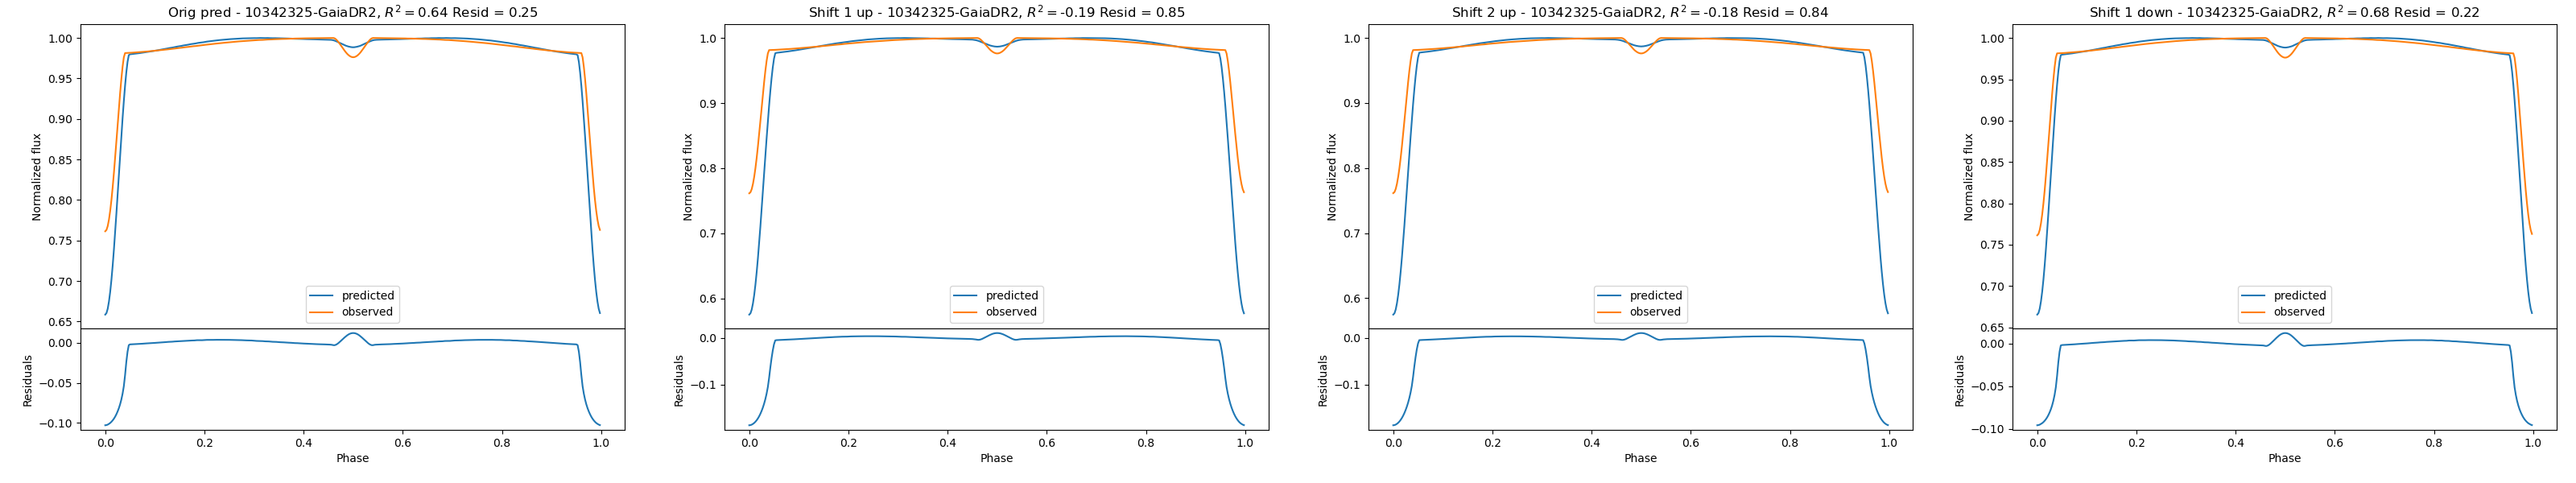 Orig pred - 10342325-GaiaDR2, R² = 0.64 Resid = 0.25
1.00
0.95
0.90
0.85
0.80
0.75
0.70
0.65
Normalized flux
predicted
observed
0.00
−0.05
−0.10
Residuals
0.0 0.2 0.4 0.6 0.8 1.0
Phase
Shift 1 up - 10342325-GaiaDR2, R² = -0.19 Resid = 0.85
1.0
0.9
0.8
0.7
0.6
Normalized flux
predicted
observed
0.0
−0.1
Residuals
0.0 0.2 0.4 0.6 0.8 1.0
Phase
Shift 2 up - 10342325-GaiaDR2, R² = -0.18 Resid = 0.84
1.0
0.9
0.8
0.7
0.6
Normalized flux
predicted
observed
0.0
−0.1
Residuals
0.0 0.2 0.4 0.6 0.8 1.0
Phase
Shift 1 down - 10342325-GaiaDR2, R² = 0.68 Resid = 0.22
1.00
0.95
0.90
0.85
0.80
0.75
0.70
0.65
Normalized flux
predicted
observed
0.00
−0.05
−0.10
Residuals
0.0 0.2 0.4 0.6 0.8 1.0
Phase